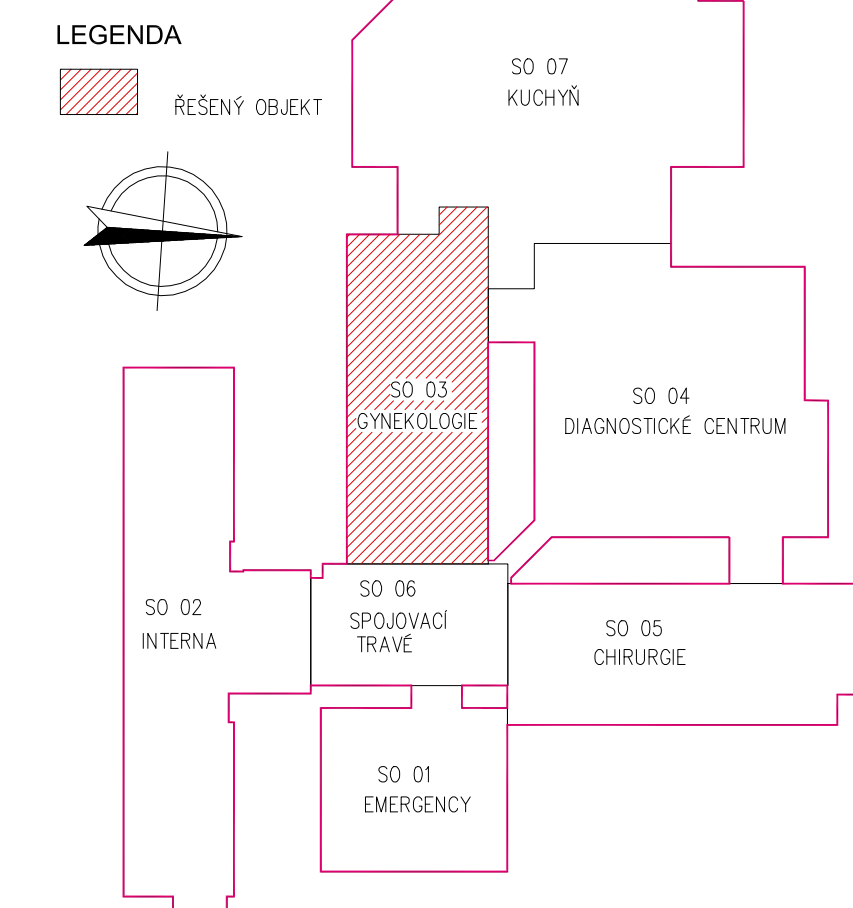 LEGENDA
ŘEŠENÝ OBJEKT
SO 07
KUCHYŇ
SO 03
GYNEKOLOGIE
SO 04
DIAGNOSTICKÉ CENTRUM
SO 02
INTERNA
SO 06
SPOJOVACÍ
TRAVÉ
SO 05
CHIRURGIE
SO 01
EMERGENCY